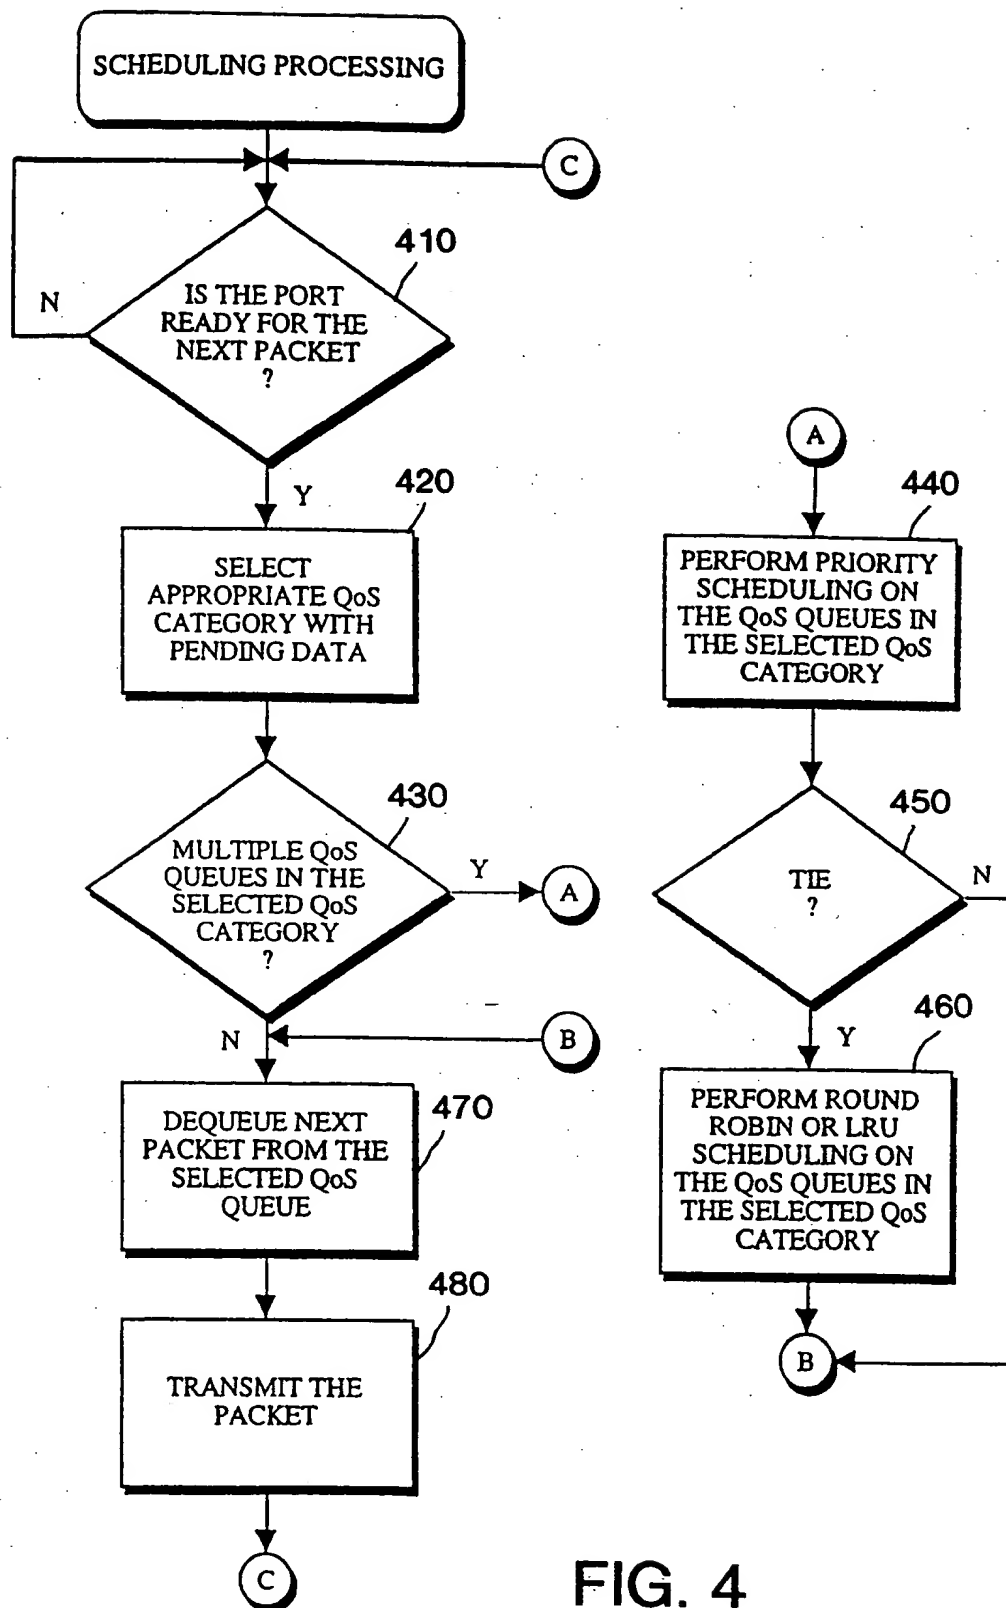 SCHEDULING PROCESSING
C
410
N
IS THE PORT
READY FOR THE
NEXT PACKET
?
Y
420
SELECT
APPROPRIATE QoS
CATEGORY WITH
PENDING DATA
430
MULTIPLE QoS
QUEUES IN THE
SELECTED QoS
CATEGORY
?
Y
A
N
B
470
DEQUEUE NEXT
PACKET FROM THE
SELECTED QoS
QUEUE
480
TRANSMIT THE
PACKET
C
A
440
PERFORM PRIORITY
SCHEDULING ON
THE QoS QUEUES IN
THE SELECTED QoS
CATEGORY
450
TIE
?
N
Y
460
PERFORM ROUND
ROBIN OR LRU
SCHEDULING ON
THE QoS QUEUES IN
THE SELECTED QoS
CATEGORY
B
FIG. 4